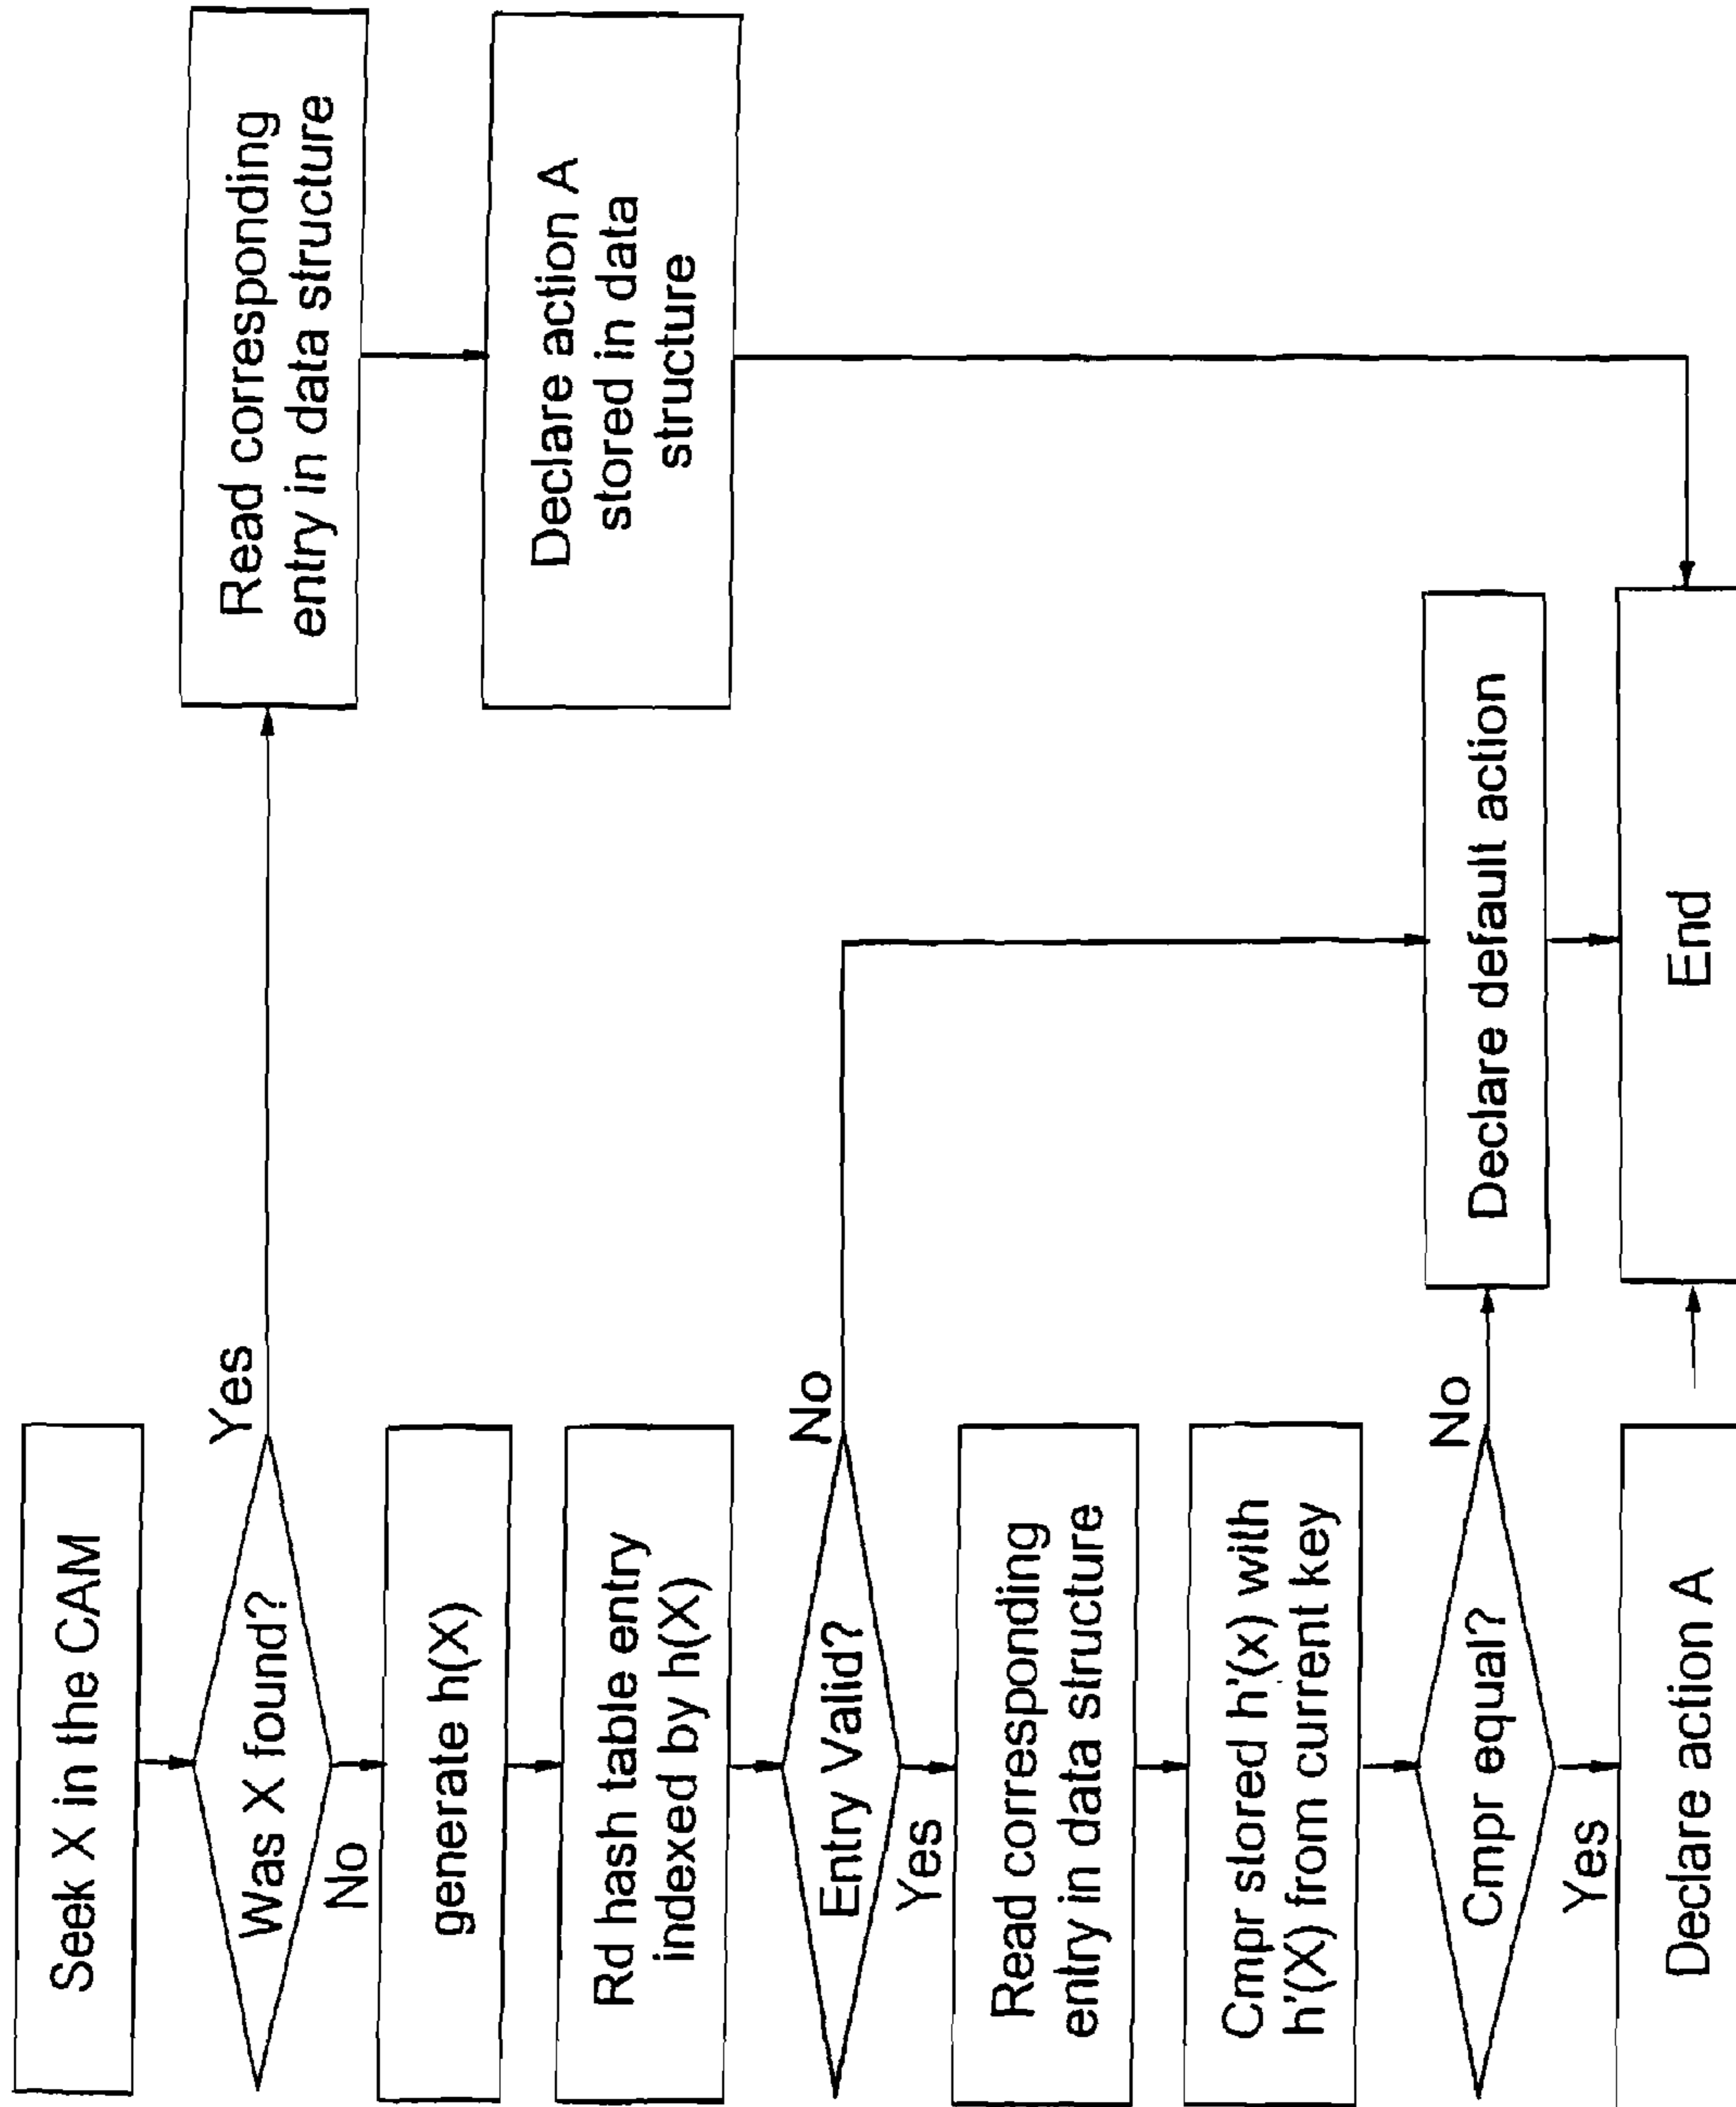 Seek X in the CAM
Was X found?
Yes
No
Read corresponding
entry in data structure
generate h(X)
Declare action A
stored in data
structure
Rd hash table entry
indexed by h(X)
Entry Valid?
No
Yes
Read corresponding
entry in data structure
Cmpr stored h'(x) with
h'(X) from current key
Cmpr equal?
No
Yes
Declare default action
Declare action A
End